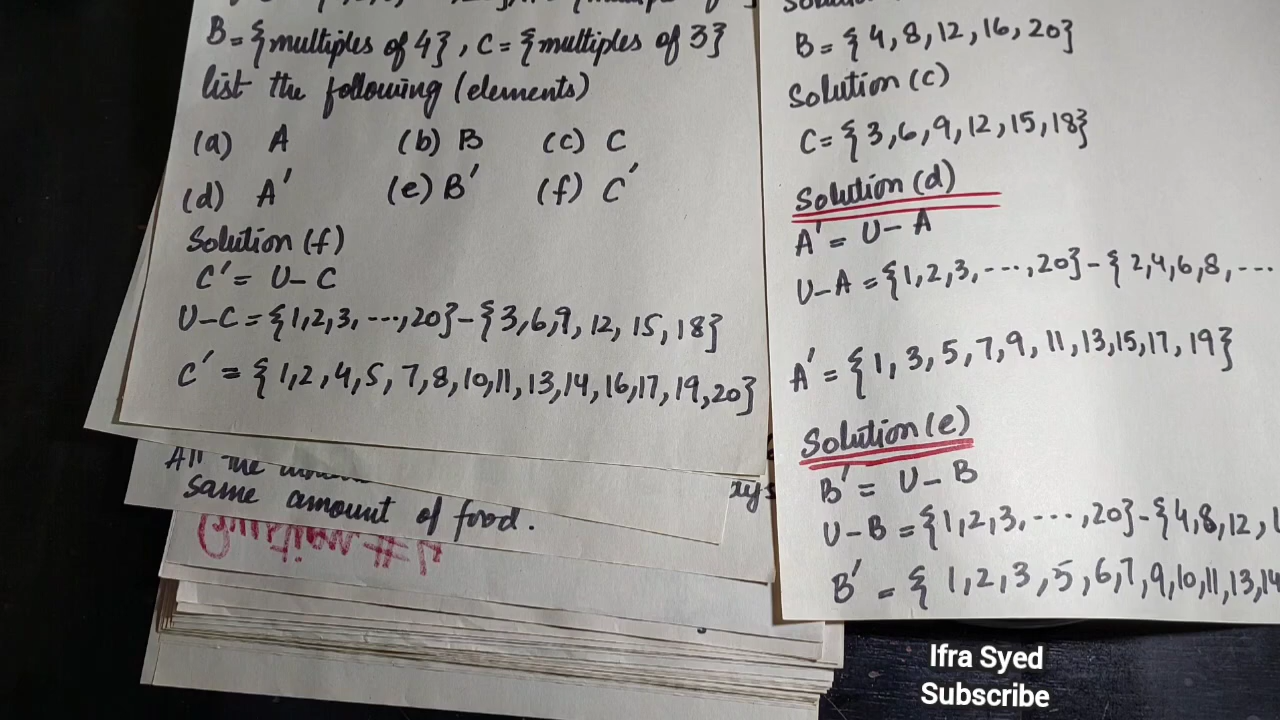 B={multiples of 4}, C={multiples of 3}
list the following (elements)
(a) A (b) B (c) C
(d) A' (e) B' (f) C'
Solution (f)
C' = U-C
U-C={1,2,3, ...,20}-{3,6,9, 12, 15, 18}
C' = {1,2,4,5, 7,8,10,11, 13,14, 16,17, 19,20}
All the
same amount of food.
B={ 4, 8, 12, 16, 20}
Solution (c)
C={ 3, 6, 9, 12, 15, 18}
Solution (d)
A' = U-A
U-A ={1,2,3, ...,20}-{ 2,4,6,8, ...
A' = {1, 3, 5, 7, 9, 11, 13, 15, 17, 19}
Solution (e)
B' = U-B
U-B ={1,2,3, ...,20}-{4,8,12,
B' = { 1, 2, 3, 5, 6, 7, 9, 10, 11, 13, 14
Ifra Syed
Subscribe